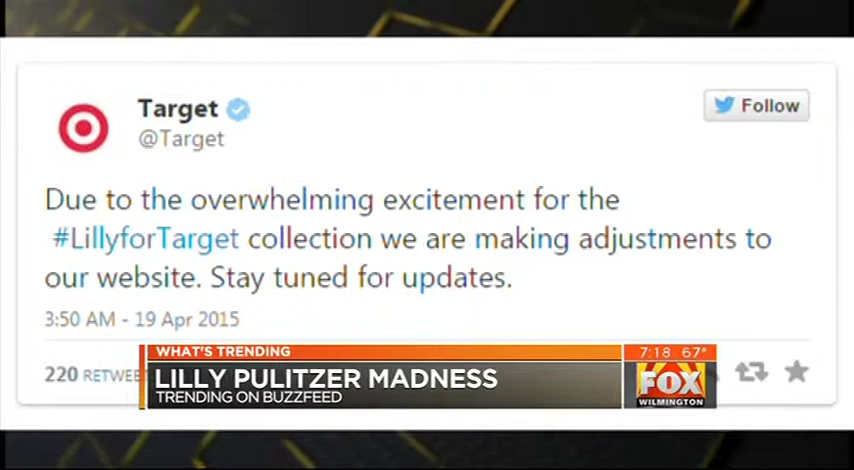 Target
@Target
Follow
Due to the overwhelming excitement for the
#LillyforTarget collection we are making adjustments to
our website. Stay tuned for updates.
3:50 AM - 19 Apr 2015
220
WHAT'S TRENDING
LILLY PULITZER MADNESS
TRENDING ON BUZZFEED
7:18 67°
FOX
WILMINGTON